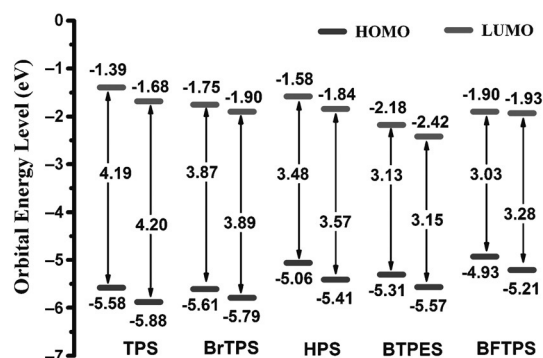 Orbital Energy Level (eV)
0
−1
−2
−3
−4
−5
−6
−7
HOMO LUMO
-1.39 -1.68 -1.75 -1.90 -1.58 -1.84 -2.18 -2.42 -1.90 -1.93
4.19 4.20 3.87 3.89 3.48 3.57 3.13 3.15 3.03 3.28
-5.58 -5.88 -5.61 -5.79 -5.06 -5.41 -5.31 -5.57 -4.93 -5.21
TPS BrTPS HPS BTPES BFTPS